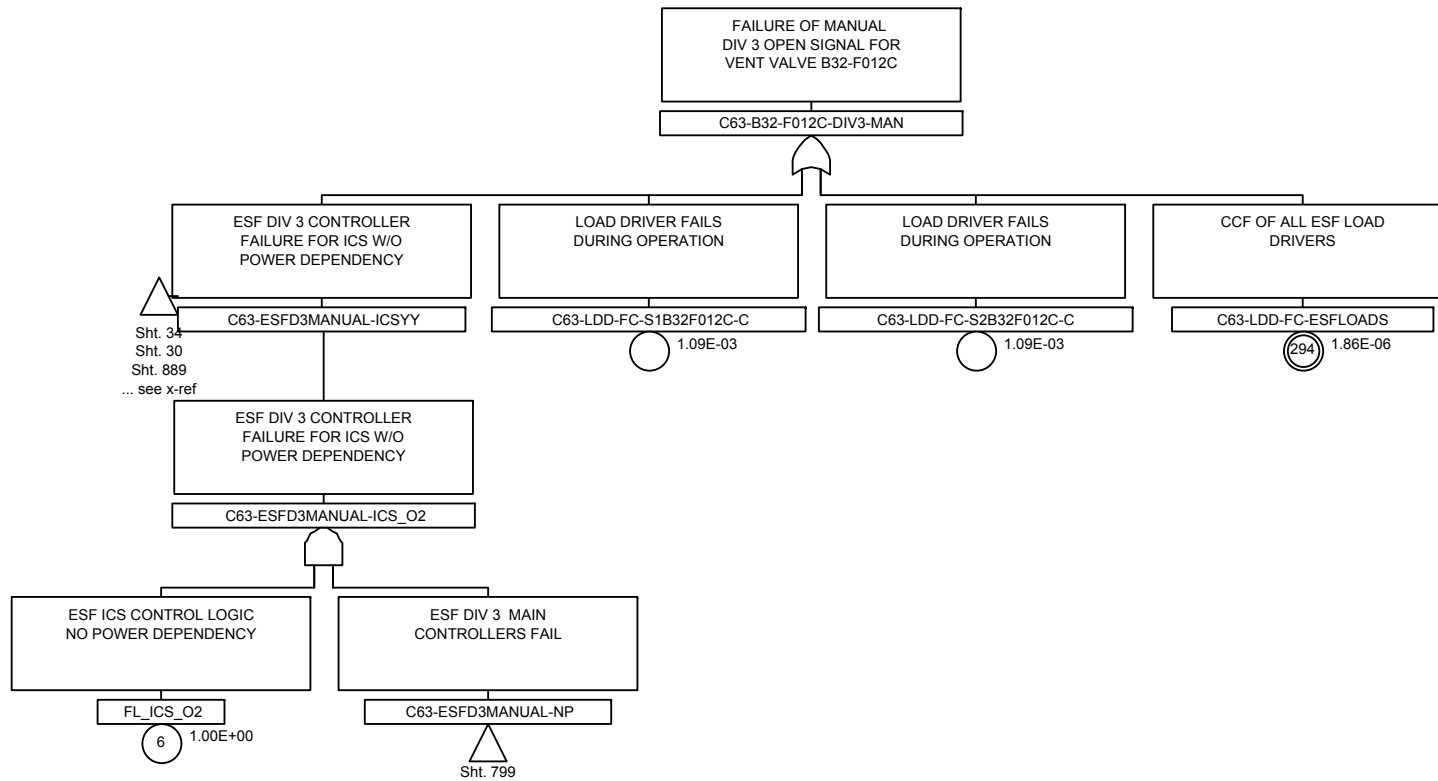 FAILURE OF MANUAL
DIV 3 OPEN SIGNAL FOR
VENT VALVE B32-F012C
C63-B32-F012C-DIV3-MAN
ESF DIV 3 CONTROLLER
FAILURE FOR ICS W/O
POWER DEPENDENCY
C63-ESFD3MANUAL-ICSYY
Sht. 34
Sht. 30
Sht. 889
... see x-ref
LOAD DRIVER FAILS
DURING OPERATION
C63-LDD-FC-S1B32F012C-C
1.09E-03
LOAD DRIVER FAILS
DURING OPERATION
C63-LDD-FC-S2B32F012C-C
1.09E-03
CCF OF ALL ESF LOAD
DRIVERS
C63-LDD-FC-ESFLOADS
294 1.86E-06
ESF DIV 3 CONTROLLER
FAILURE FOR ICS W/O
POWER DEPENDENCY
C63-ESFD3MANUAL-ICS_O2
ESF ICS CONTROL LOGIC
NO POWER DEPENDENCY
FL_ICS_O2
6 1.00E+00
ESF DIV 3 MAIN
CONTROLLERS FAIL
C63-ESFD3MANUAL-NP
Sht. 799